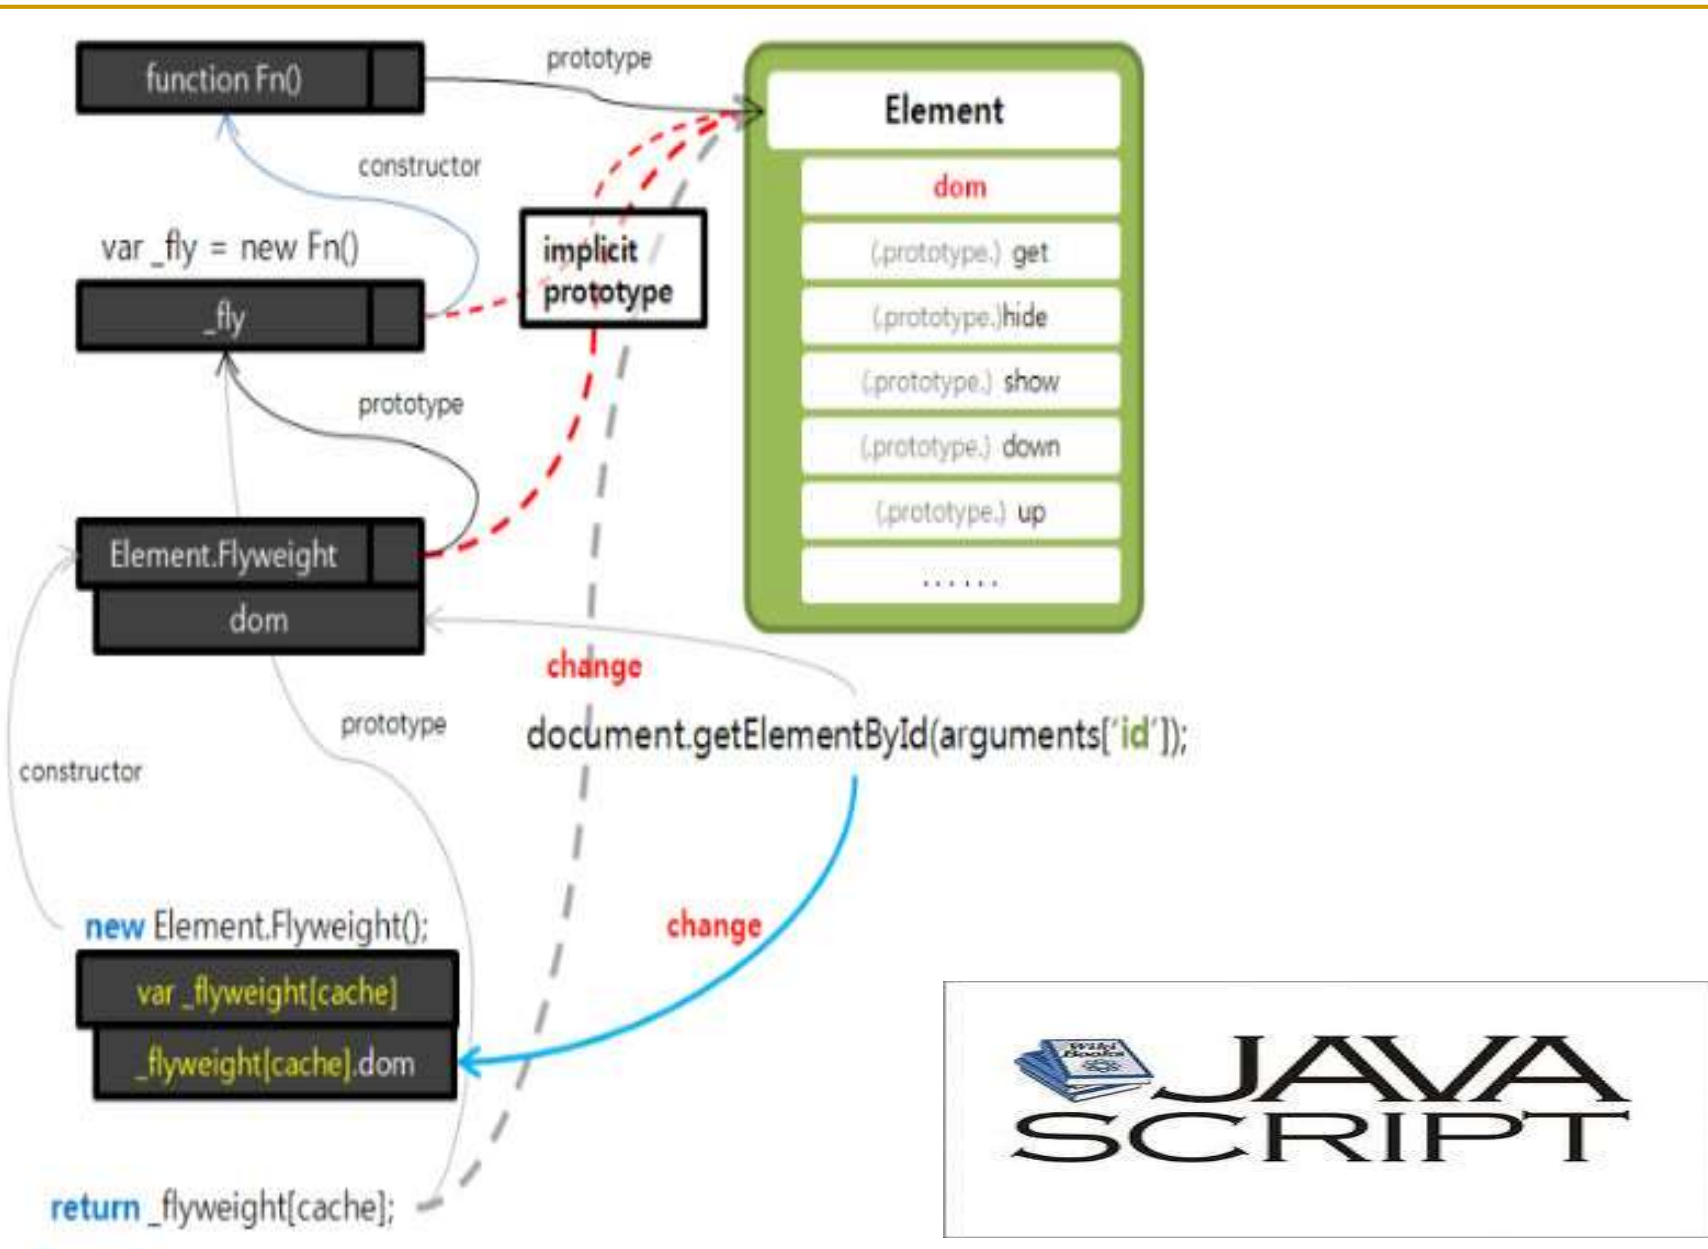 function Fn()
prototype
Element
constructor
dom
var _fly = new Fn()
implicit
prototype
(.prototype.) get
_fly
(.prototype.)hide
(.prototype.) show
prototype
(.prototype.) down
(.prototype.) up
Element.Flyweight
......
dom
change
prototype
document.getElementById(arguments['id']);
constructor
new Element.Flyweight();
change
var _flyweight[cache]
_flyweight[cache].dom
Wiki
Books
JAVA
SCRIPT
return _flyweight[cache];